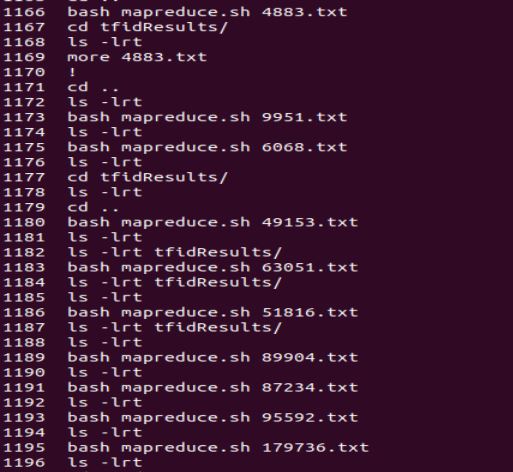 1166 bash mapreduce.sh 4883.txt
1167 cd tfidResults/
1168 ls -lrt
1169 more 4883.txt
1170 !
1171 cd ..
1172 ls -lrt
1173 bash mapreduce.sh 9951.txt
1174 ls -lrt
1175 bash mapreduce.sh 6068.txt
1176 ls -lrt
1177 cd tfidResults/
1178 ls -lrt
1179 cd ..
1180 bash mapreduce.sh 49153.txt
1181 ls -lrt
1182 ls -lrt tfidResults/
1183 bash mapreduce.sh 63051.txt
1184 ls -lrt tfidResults/
1185 ls -lrt
1186 bash mapreduce.sh 51816.txt
1187 ls -lrt tfidResults/
1188 ls -lrt
1189 bash mapreduce.sh 89904.txt
1190 ls -lrt
1191 bash mapreduce.sh 87234.txt
1192 ls -lrt
1193 bash mapreduce.sh 95592.txt
1194 ls -lrt
1195 bash mapreduce.sh 179736.txt
1196 ls -lrt